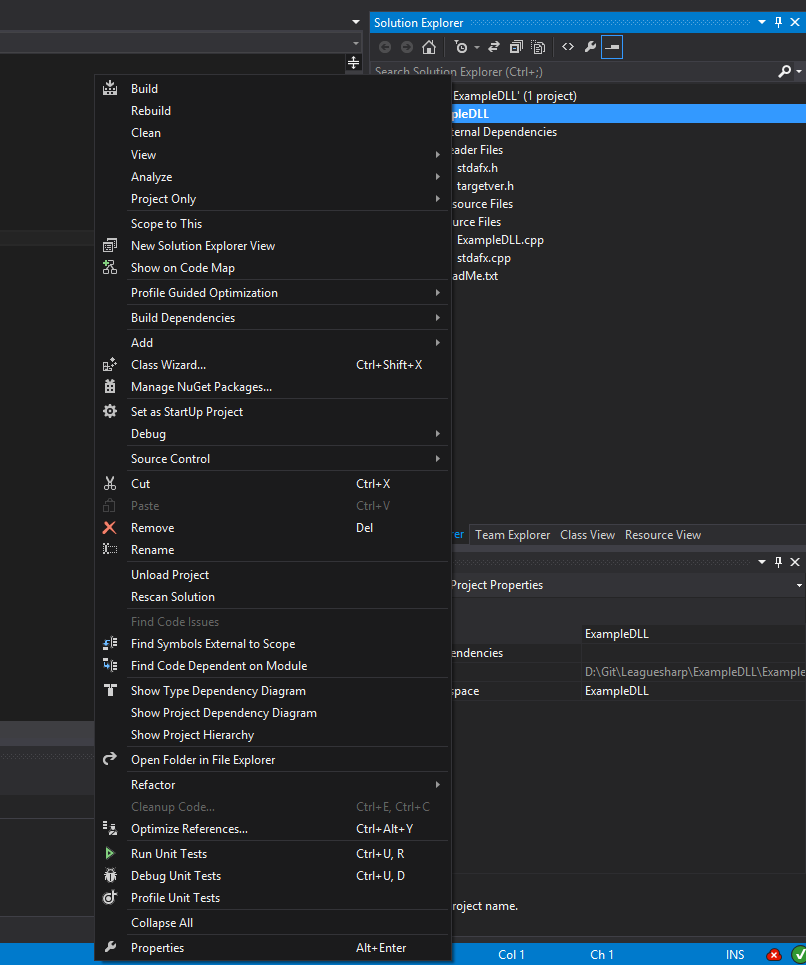 Solution Explorer
Search Solution Explorer (Ctrl+;)
ExampleDLL' (1 project)
pleDLL
ternal Dependencies
eader Files
stdafx.h
targetver.h
source Files
urce Files
ExampleDLL.cpp
stdafx.cpp
adMe.txt
Build
Rebuild
Clean
View
Analyze
Project Only
Scope to This
New Solution Explorer View
Show on Code Map
Profile Guided Optimization
Build Dependencies
Add
Class Wizard... Ctrl+Shift+X
Manage NuGet Packages...
Set as StartUp Project
Debug
Source Control
Cut Ctrl+X
Paste Ctrl+V
Remove Del
Rename
Unload Project
Rescan Solution
Find Code Issues
Find Symbols External to Scope
Find Code Dependent on Module
Show Type Dependency Diagram
Show Project Dependency Diagram
Show Project Hierarchy
Open Folder in File Explorer
Refactor
Cleanup Code... Ctrl+E, Ctrl+C
Optimize References... Ctrl+Alt+Y
Run Unit Tests Ctrl+U, R
Debug Unit Tests Ctrl+U, D
Profile Unit Tests
Collapse All
Properties Alt+Enter
er Team Explorer Class View Resource View
Project Properties
ExampleDLL
endencies
D:\Git\Leaguesharp\ExampleDLL\Example
space ExampleDLL
roject name.
Col 1 Ch 1 INS